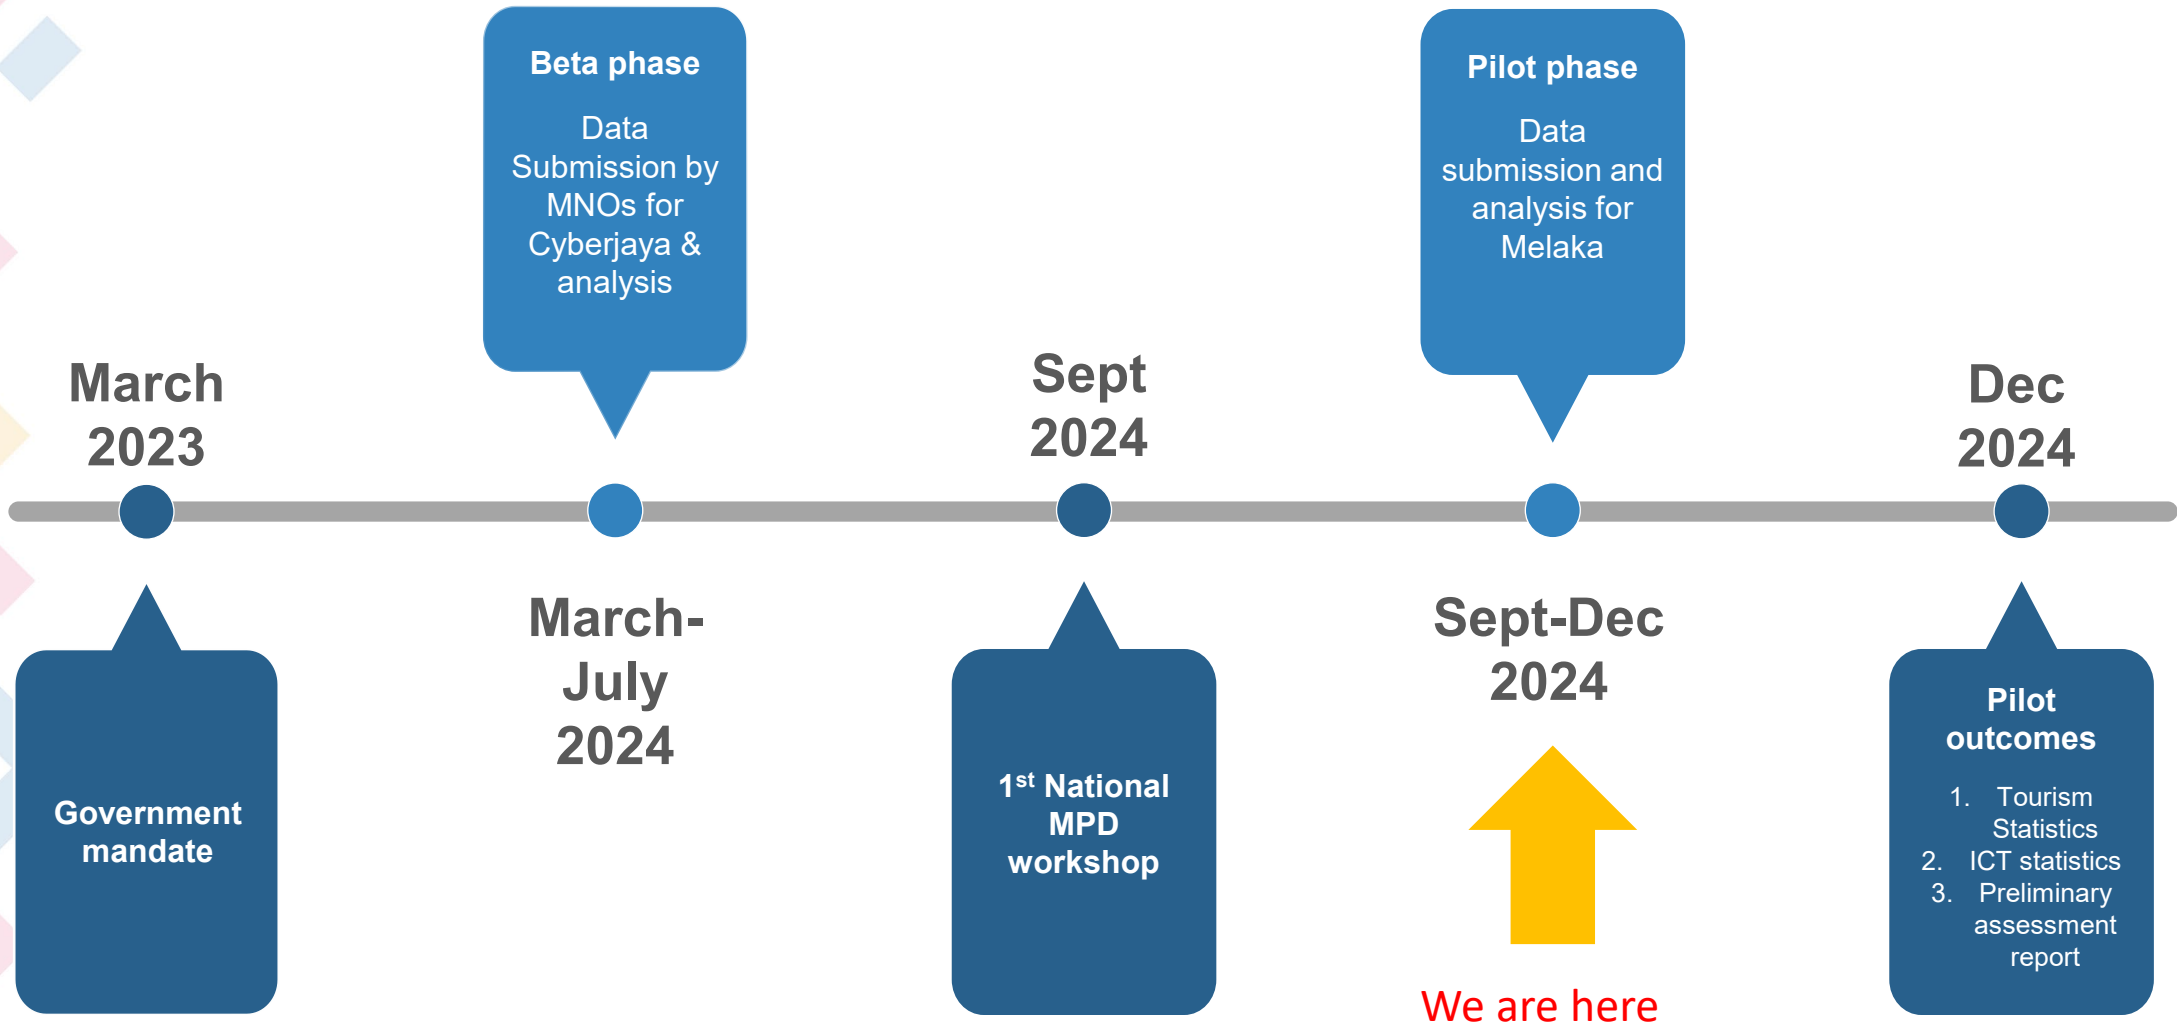 Beta phase
Data
Submission by
MNOs for
Cyberjaya &
analysis
Pilot phase
Data
submission and
analysis for
Melaka
March
2023
Sept
2024
Dec
2024
March-
July
2024
Sept-Dec
2024
Government
mandate
1st National
MPD
workshop
We are here
Pilot
outcomes
1. Tourism
Statistics
2. ICT statistics
3. Preliminary
assessment
report